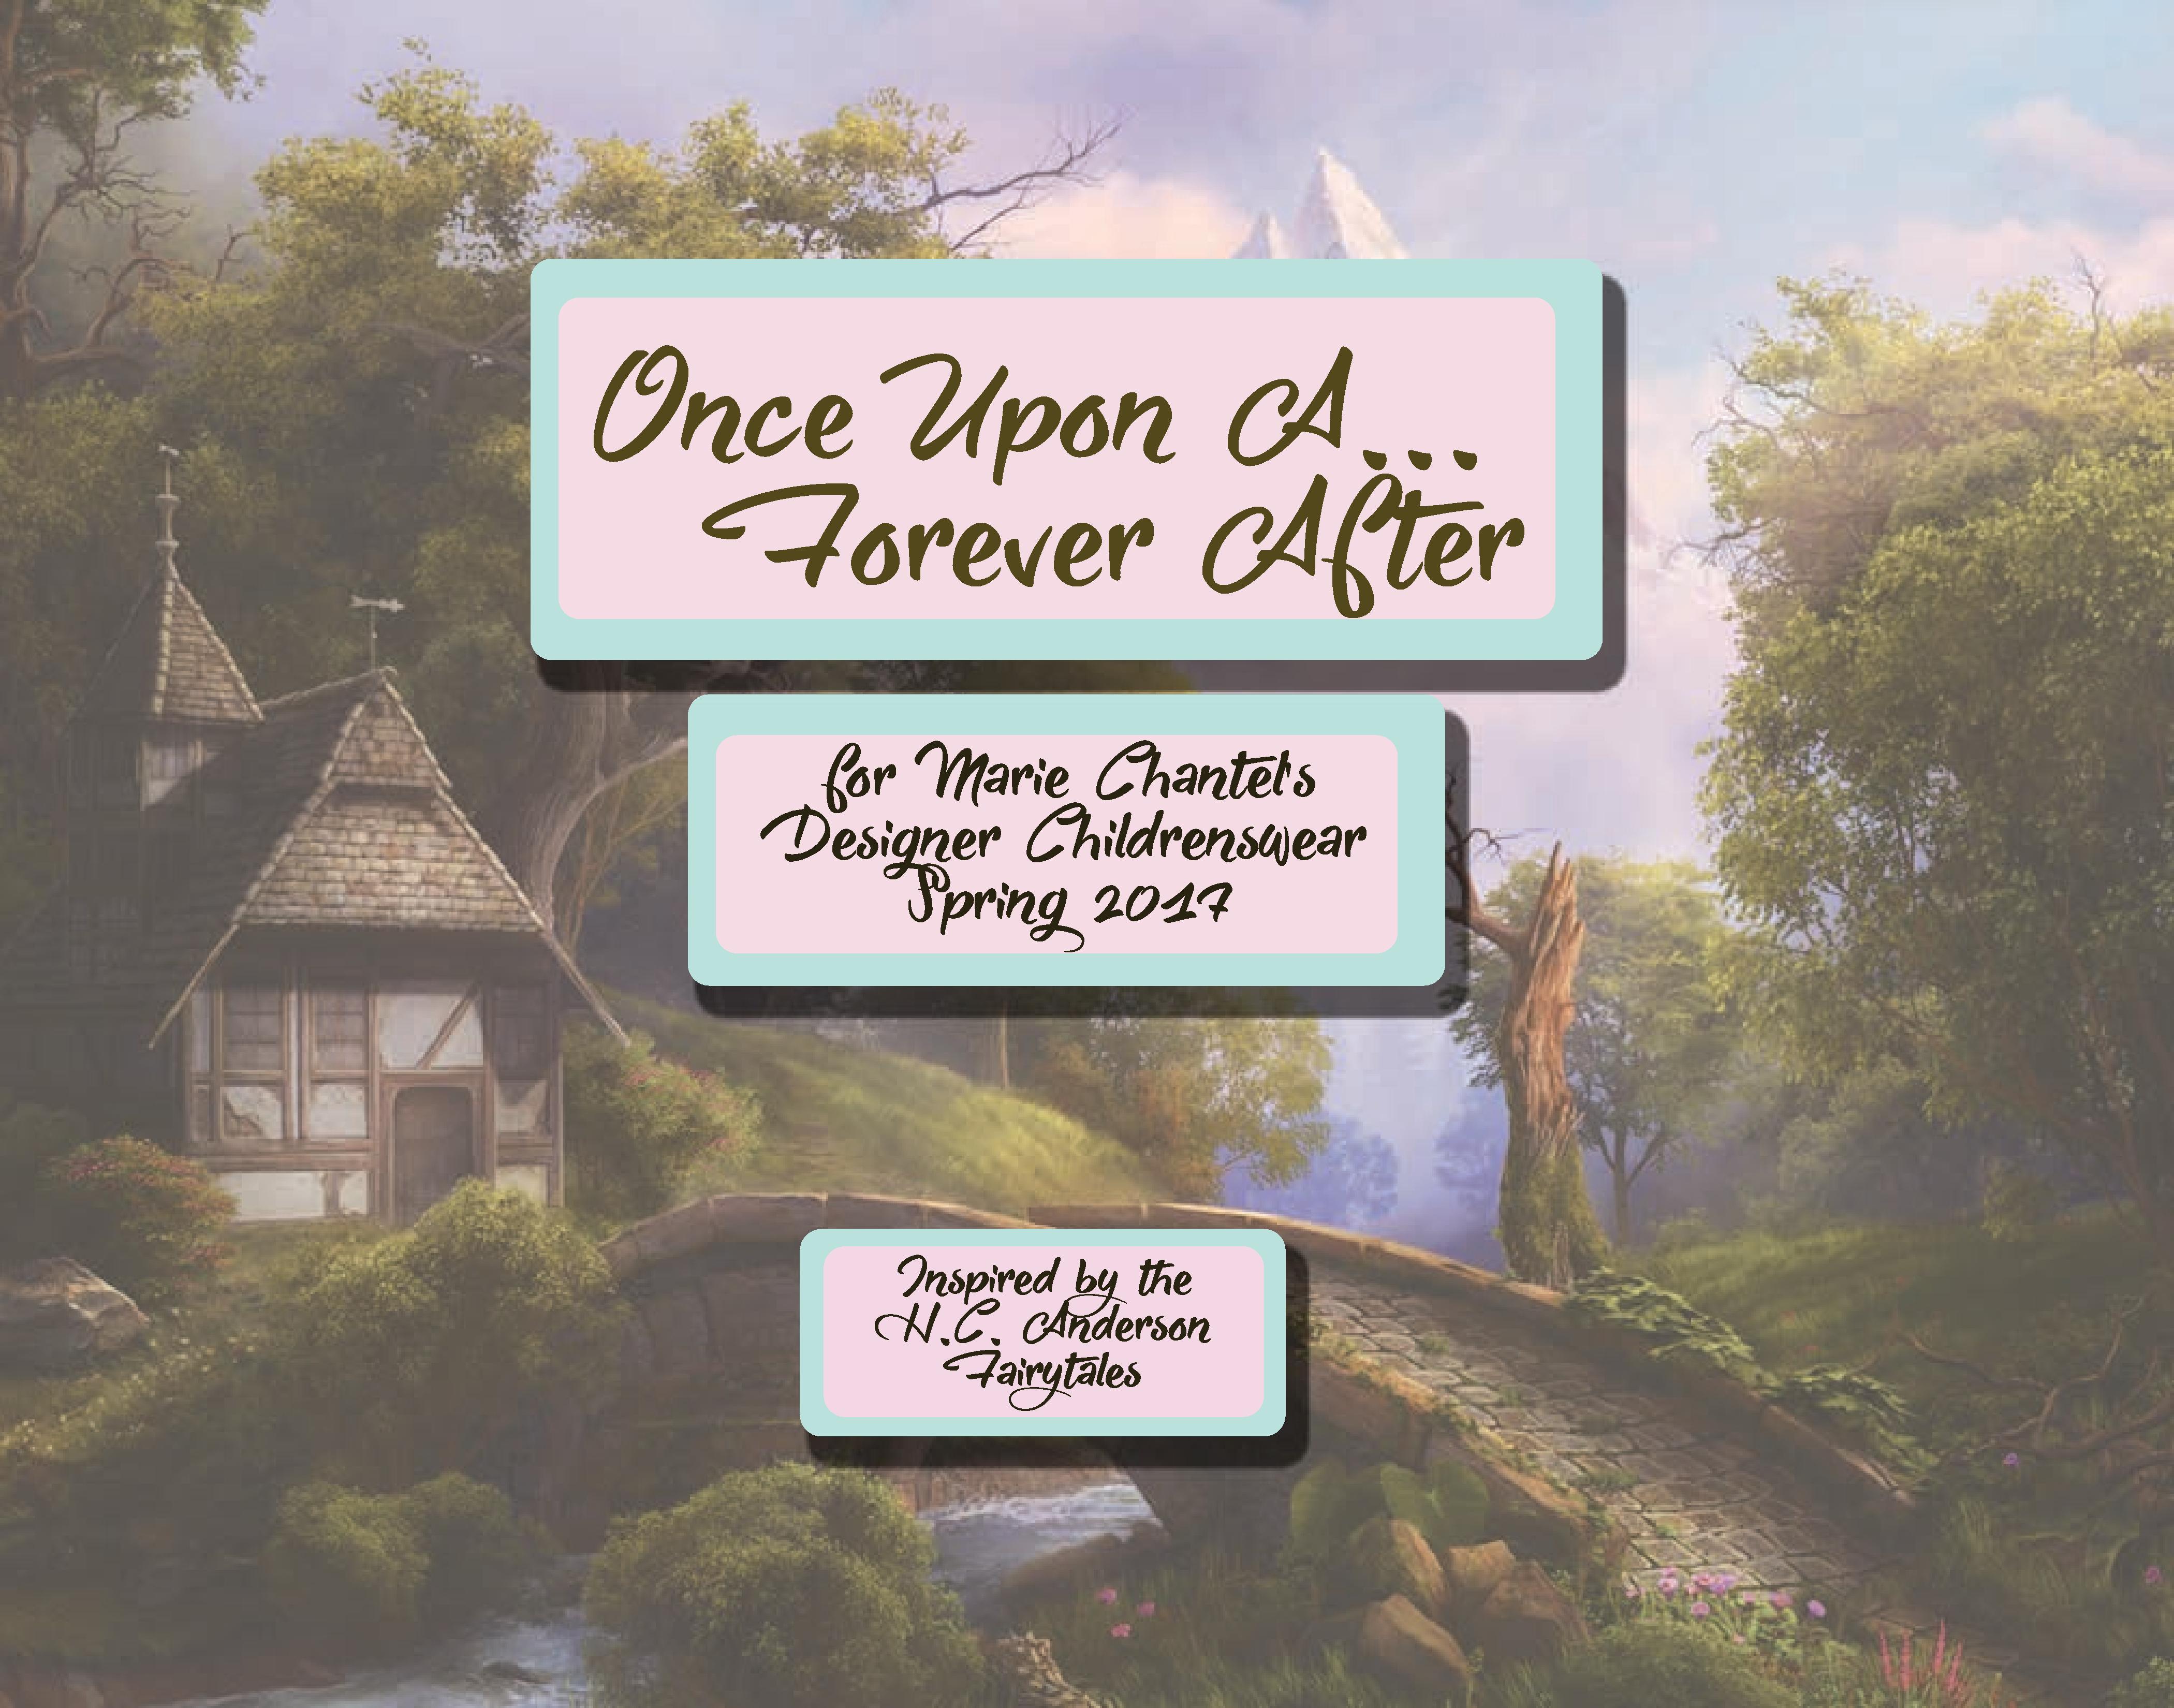 Once Upon A...
Forever After
for Marie Chantel's
Designer Childrenswear
Spring 2017
Inspired by the
H.C. Anderson
Fairytales